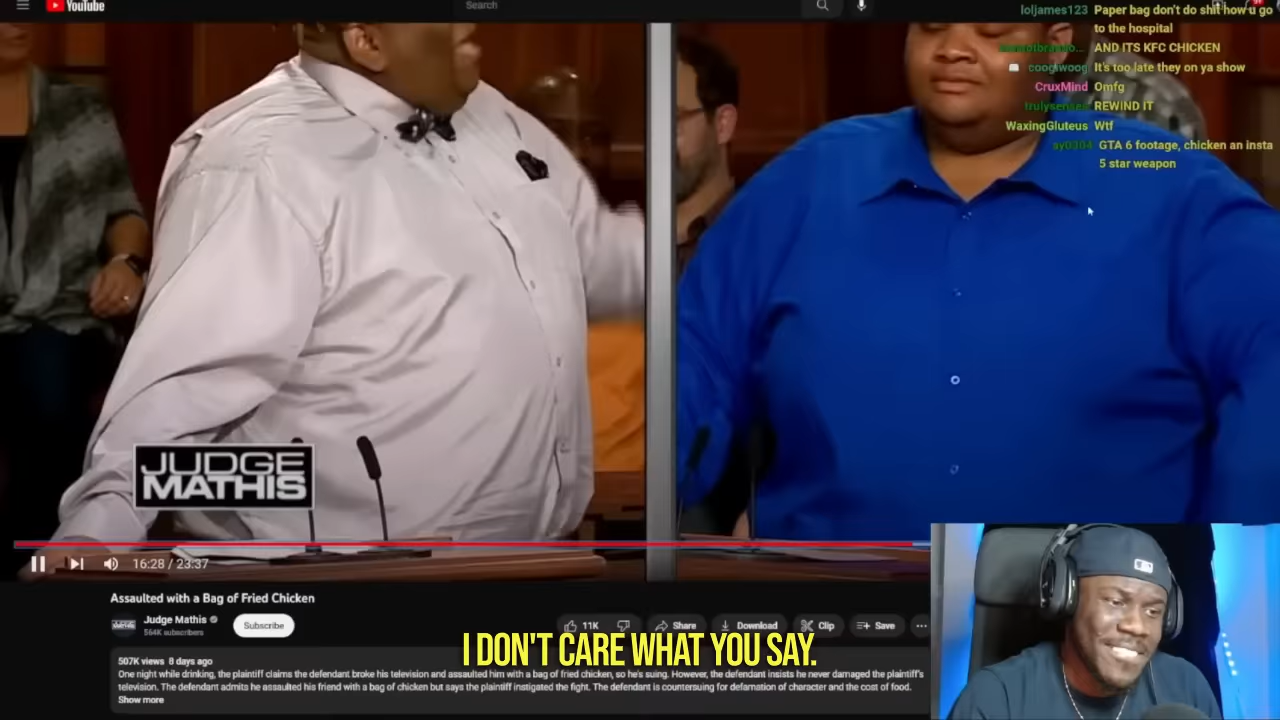 YouTube
Search
loljames123 Paper bag don't do shit how u go
to the hospital
AND ITS KFC CHICKEN
coogiwoog It's too late they on ya show
CruxMind Omfg
REWIND IT
WaxingGluteus Wtf
sy0304 GTA 6 footage, chicken an insta
5 star weapon
JUDGE
MATHIS
16:28 / 23:37
Assaulted with a Bag of Fried Chicken
Judge Mathis
564K subscribers
Subscribe
11K
Share
Download
Clip
Save
I DON'T CARE WHAT YOU SAY.
507K views 8 days ago
One night while drinking, the plaintiff claims the defendant broke his television and assaulted him with a bag of fried chicken, so he's suing. However, the defendant insists he never damaged the plaintiff's
television. The defendant admits he assaulted his friend with a bag of chicken but says the plaintiff instigated the fight. The defendant is countersuing for defamation of character and the cost of food.
Show more